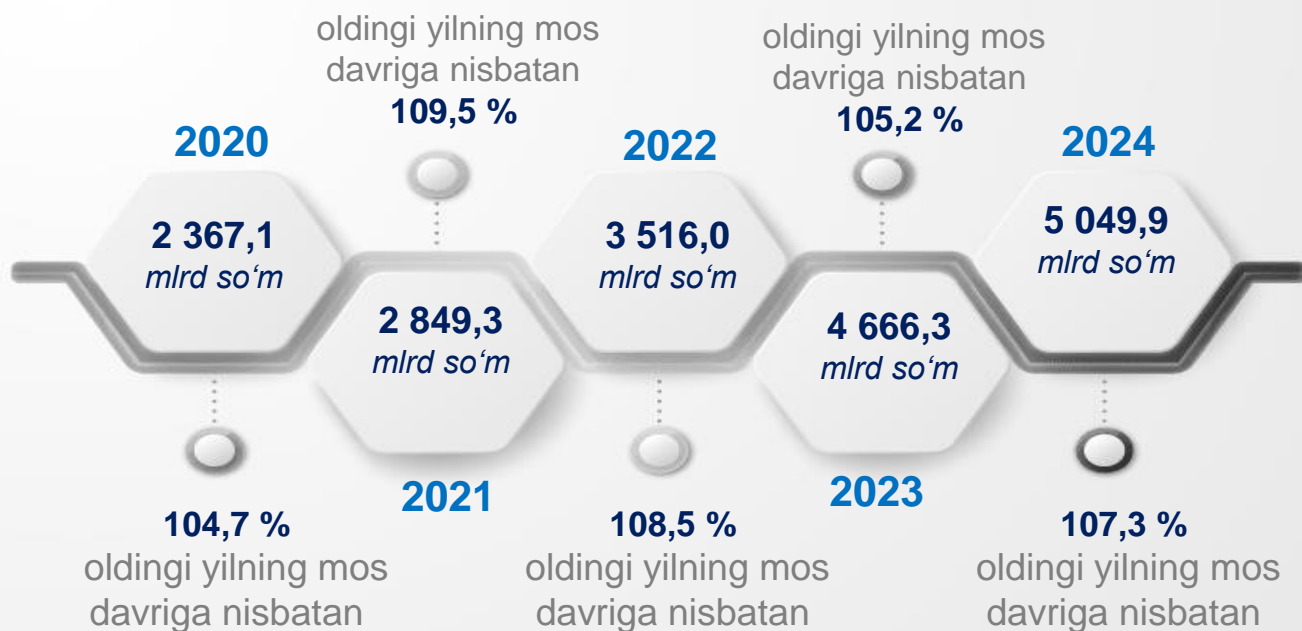 2020
2 367,1
mlrd so‘m
104,7 %
oldingi yilning mos
davriga nisbatan
oldingi yilning mos
davriga nisbatan
109,5 %
2 849,3
mlrd so‘m
2021
2022
3 516,0
mlrd so‘m
108,5 %
oldingi yilning mos
davriga nisbatan
oldingi yilning mos
davriga nisbatan
105,2 %
4 666,3
mlrd so‘m
2023
2024
5 049,9
mlrd so‘m
107,3 %
oldingi yilning mos
davriga nisbatan